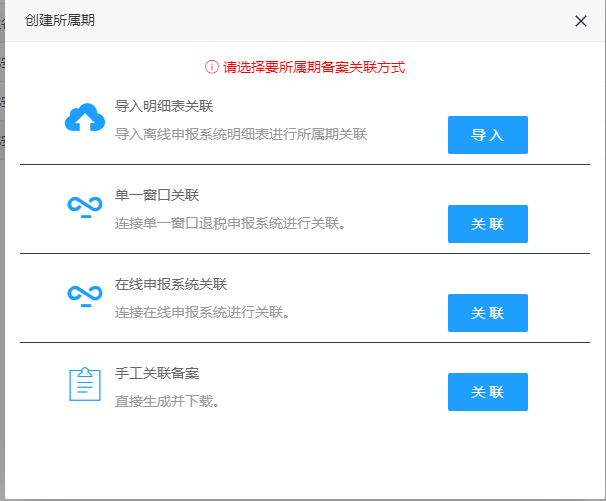 创建所属期
请选择要所属期备案关联方式
导入明细表关联
导入离线申报系统明细表进行所属期关联
导入
单一窗口关联
连接单一窗口退税申报系统进行关联。
关联
在线申报系统关联
连接在线申报系统进行关联。
关联
手工关联备案
直接生成并下载。
关联